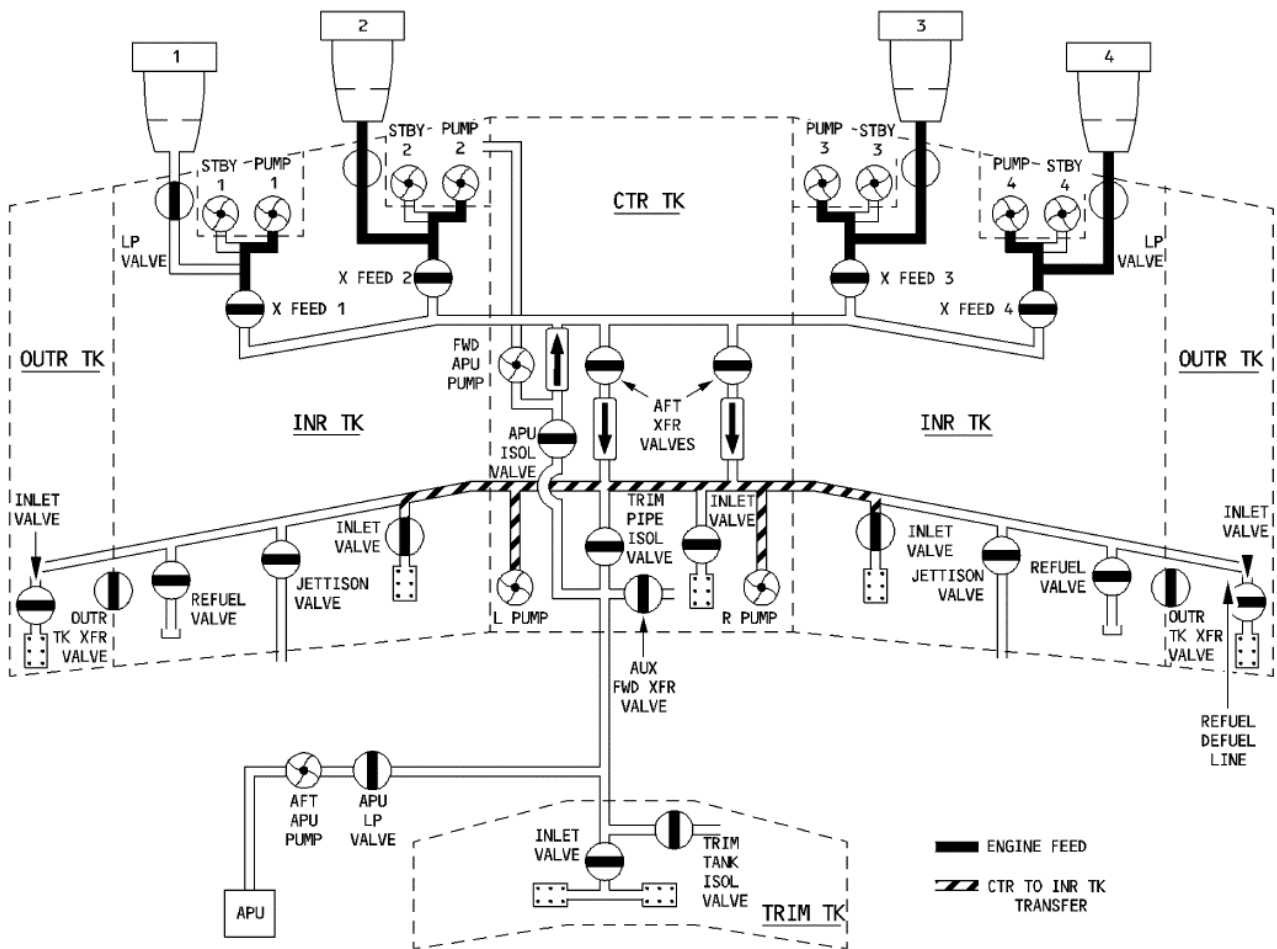 1
2
3
4
STBY
1
PUMP
1
STBY
2
PUMP
2
PUMP
3
STBY
3
PUMP
4
STBY
4
CTR TK
LP
VALVE
LP
VALVE
X FEED 1
X FEED 2
X FEED 3
X FEED 4
OUTR TK
INR TK
FWD
APU
PUMP
AFT
XFR
VALVES
INR TK
OUTR TK
APU
ISOL
VALVE
INLET
VALVE
INLET
VALVE
TRIM
PIPE
ISOL
VALVE
INLET
VALVE
INLET
VALVE
INLET
VALVE
OUTR
TK XFR
VALVE
REFUEL
VALVE
JETTISON
VALVE
L PUMP
R PUMP
JETTISON
VALVE
REFUEL
VALVE
OUTR
TK XFR
VALVE
AUX
FWD XFR
VALVE
REFUEL
DEFUEL
LINE
AFT
APU
PUMP
APU
LP
VALVE
APU
INLET
VALVE
TRIM
TANK
ISOL
VALVE
TRIM TK
ENGINE FEED
CTR TO INR TK
TRANSFER